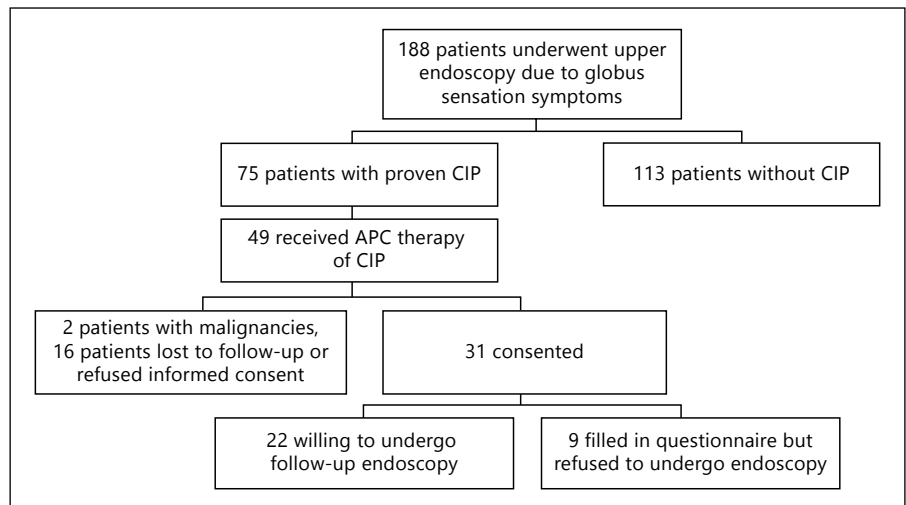 188 patients underwent upper
endoscopy due to globus
sensation symptoms
75 patients with proven CIP
113 patients without CIP
49 received APC therapy
of CIP
2 patients with malignancies,
16 patients lost to follow-up or
refused informed consent
31 consented
22 willing to undergo
follow-up endoscopy
9 filled in questionnaire but
refused to undergo endoscopy